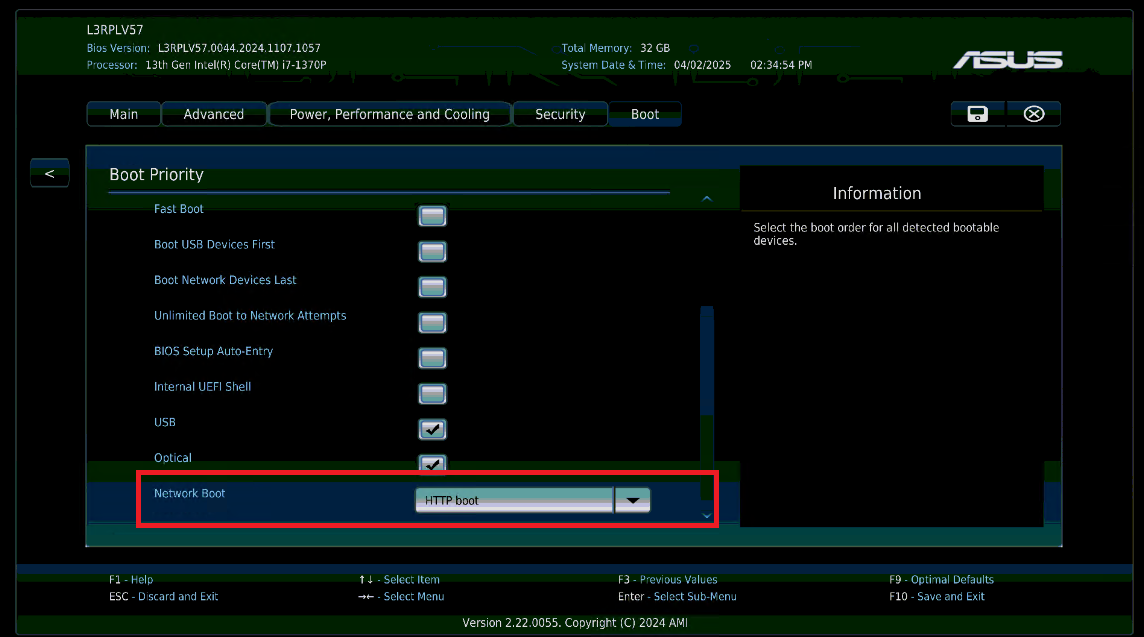 L3RPLV57
Bios Version: L3RPLV57.0044.2024.1107.1057 Total Memory: 32 GB
Processor: 13th Gen Intel(R) Core(TM) i7-1370P System Date & Time: 04/02/2025 02:34:54 PM
ASUS
Main Advanced Power, Performance and Cooling Security Boot
<
Boot Priority
Fast Boot
Boot USB Devices First
Boot Network Devices Last
Unlimited Boot to Network Attempts
BIOS Setup Auto-Entry
Internal UEFI Shell
USB
Optical
Network Boot HTTP boot
Information
Select the boot order for all detected bootable
devices.
F1 - Help ↑↓ - Select Item F3 - Previous Values F9 - Optimal Defaults
ESC - Discard and Exit →← - Select Menu Enter - Select Sub-Menu F10 - Save and Exit
Version 2.22.0055. Copyright (C) 2024 AMI